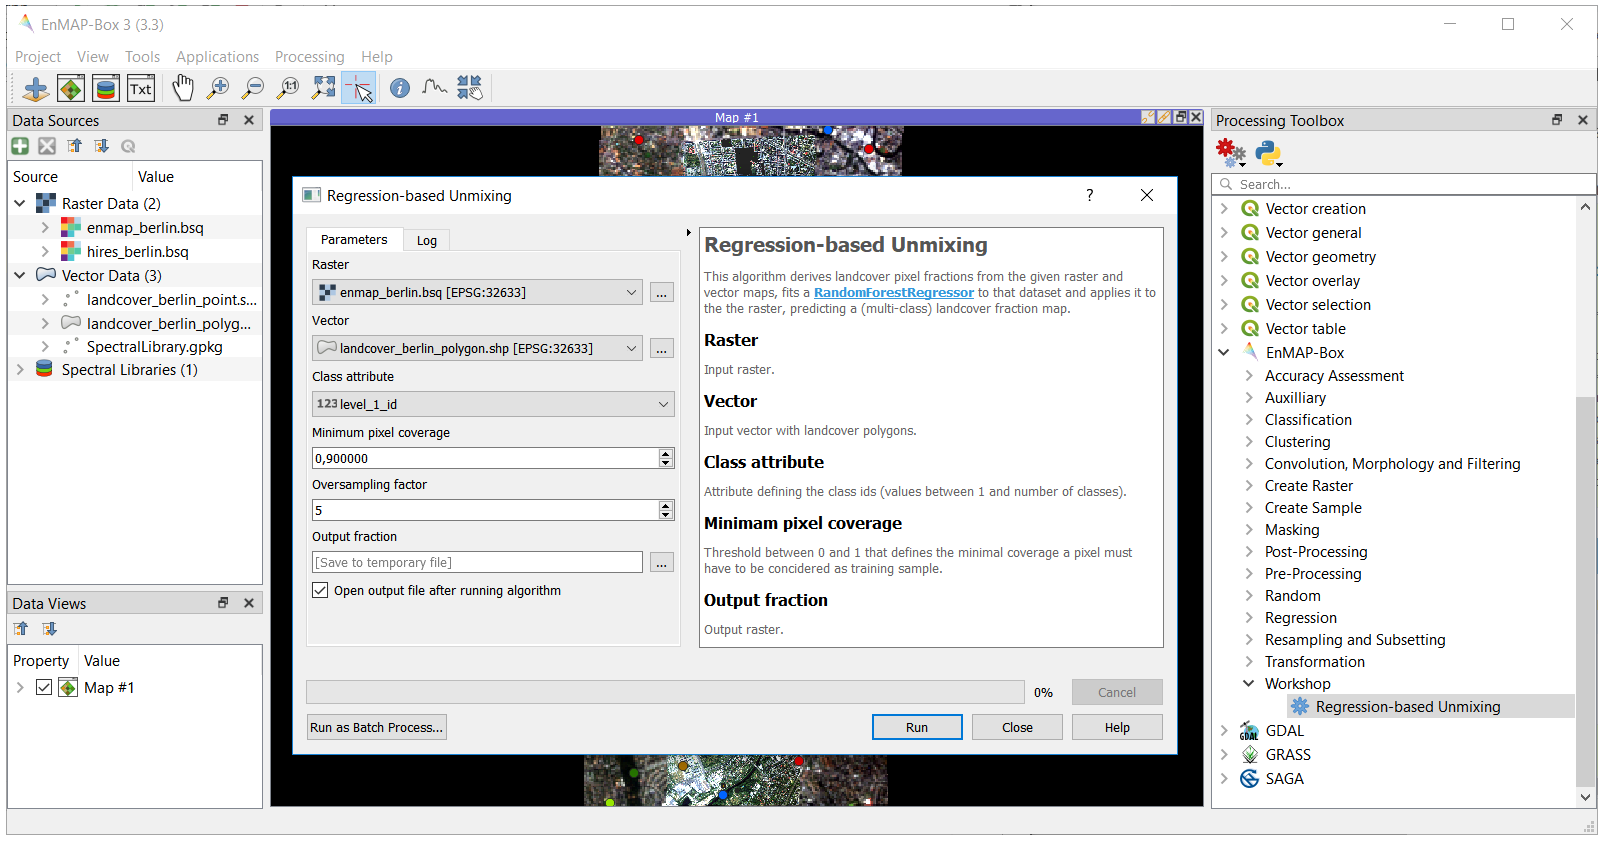 EnMAP-Box 3 (3.3)
Project View Tools Applications Processing Help
Txt 1:1
Data Sources
Source Value
Raster Data (2)
enmap_berlin.bsq
hires_berlin.bsq
Vector Data (3)
landcover_berlin_point.s...
landcover_berlin_polyg...
SpectralLibrary.gpkg
Spectral Libraries (1)
Data Views
Property Value
Map #1
Map #1
Regression-based Unmixing
?
Parameters Log
Raster
enmap_berlin.bsq [EPSG:32633]
...
Vector
landcover_berlin_polygon.shp [EPSG:32633]
...
Class attribute
123 level_1_id
Minimum pixel coverage
0,900000
Oversampling factor
5
Output fraction
[Save to temporary file]
...
Open output file after running algorithm
Regression-based Unmixing
This algorithm derives landcover pixel fractions from the given raster and
vector maps, fits a RandomForestRegressor to that dataset and applies it to
the the raster, predicting a (multi-class) landcover fraction map.
Raster
Input raster.
Vector
Input vector with landcover polygons.
Class attribute
Attribute defining the class ids (values between 1 and number of classes).
Minimam pixel coverage
Threshold between 0 and 1 that defines the minimal coverage a pixel must
have to be concidered as training sample.
Output fraction
Output raster.
0%
Cancel
Run as Batch Process...
Run
Close
Help
Processing Toolbox
Search...
Vector creation
Vector general
Vector geometry
Vector overlay
Vector selection
Vector table
EnMAP-Box
Accuracy Assessment
Auxilliary
Classification
Clustering
Convolution, Morphology and Filtering
Create Raster
Create Sample
Masking
Post-Processing
Pre-Processing
Random
Regression
Resampling and Subsetting
Transformation
Workshop
Regression-based Unmixing
GDAL GDAL
GRASS
SAGA